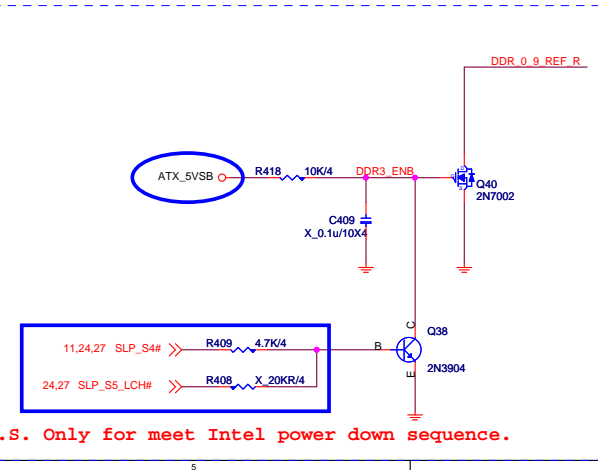 DDR_0_9_REF_R
ATX_5VSB
R418 10K/4
DDR3_ENB
Q40
2N7002
C409
X_0.1u/10X4
C
Q38
11,24,27 SLP_S4#
R409 4.7K/4
B
2N3904
E
24,27 SLP_S5_LCH#
R408 X_20KR/4
.S. Only for meet Intel power down sequence.
5